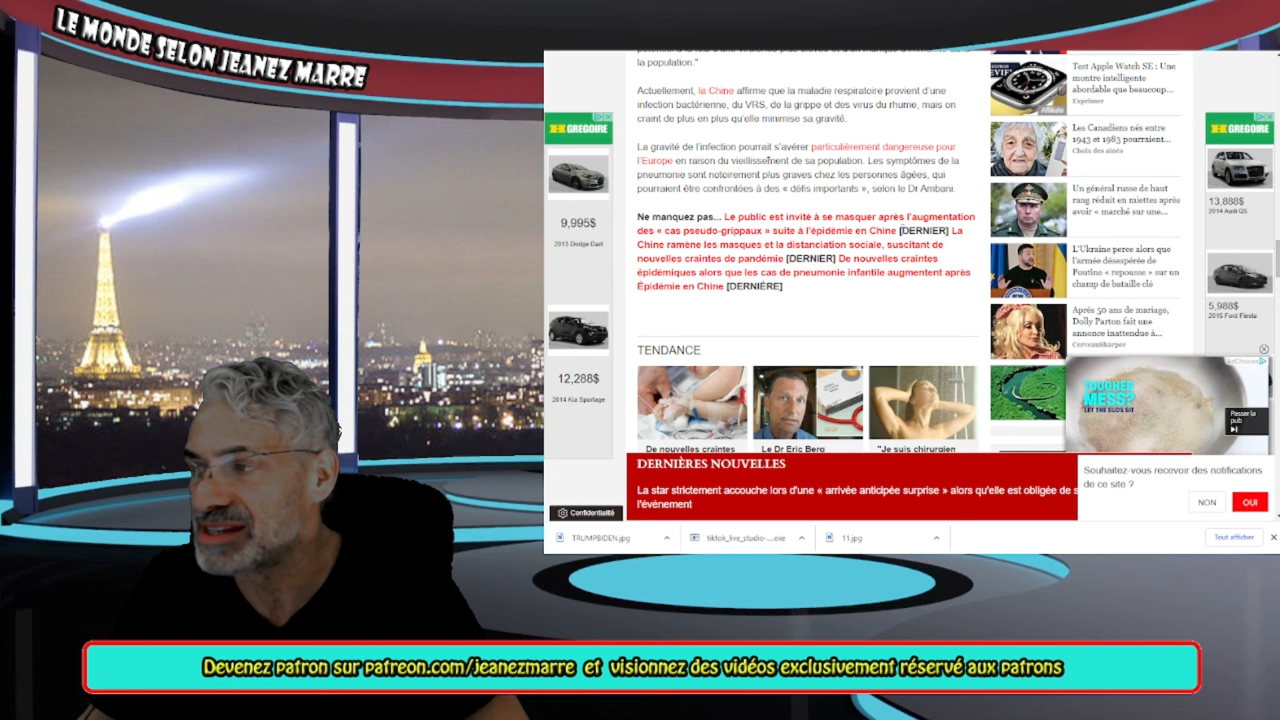 LE MONDE SELON JEANEZ MARRE
la population."
Actuellement, la Chine affirme que la maladie respiratoire provient d'une
infection bactérienne, du VRS, de la grippe et des virus du rhume, mais on
craint de plus en plus qu'elle minimise sa gravité.
La gravité de l'infection pourrait s'avérer particulièrement dangereuse pour
l'Europe en raison du vieillissement de sa population. Les symptômes de la
pneumonie sont notoirement plus graves chez les personnes âgées, qui
pourraient être confrontées à des « défis importants », selon le Dr Ambani.
Ne manquez pas... Le public est invité à se masquer après l'augmentation
des « cas pseudo-grippaux » suite à l'épidémie en Chine [DERNIER] La
Chine ramène les masques et la distanciation sociale, suscitant de
nouvelles craintes de pandémie [DERNIER] De nouvelles craintes
épidémiques alors que les cas de pneumonie infantile augmentent après
Épidémie en Chine [DERNIÈRE]
TENDANCE
De nouvelles craintes
Le Dr Eric Berg
"Je suis chirurgien
DERNIÈRES NOUVELLES
La star strictement accouche lors d'une « arrivée anticipée surprise » alors qu'elle est obligée de s
l'événement
GREGOIRE
9,995$
2013 Dodge Dart
12,288$
2014 Kia Sportage
Confidentialité
Test Apple Watch SE : Une
montre intelligente
abordable que beaucoup...
Exprimer
Affiliate
Les Canadiens nés entre
1943 et 1983 pourraient...
Choix des aînés
Un général russe de haut
rang réduit en miettes après
avoir « marché sur une...
L'Ukraine perce alors que
l'armée désespérée de
Poutine « repousse » sur un
champ de bataille clé
Après 50 ans de mariage,
Dolly Parton fait une
annonce inattendue à...
CerveauSharper
GREGOIRE
13,888$
2014 Audi Q5
5,988$
2015 Ford Fiesta
AdChoices
TOUGHER
MESS?
LET THE SUDS SIT
Passer la
pub
Souhaitez-vous recevoir des notifications
de ce site ?
NON
OUI
TRUMPBIDEN.jpg
tiktok_live_studio-....exe
11.jpg
Tout afficher
Devenez patron sur patreon.com/jeanezmarre et visionnez des vidéos exclusivement réservé aux patrons